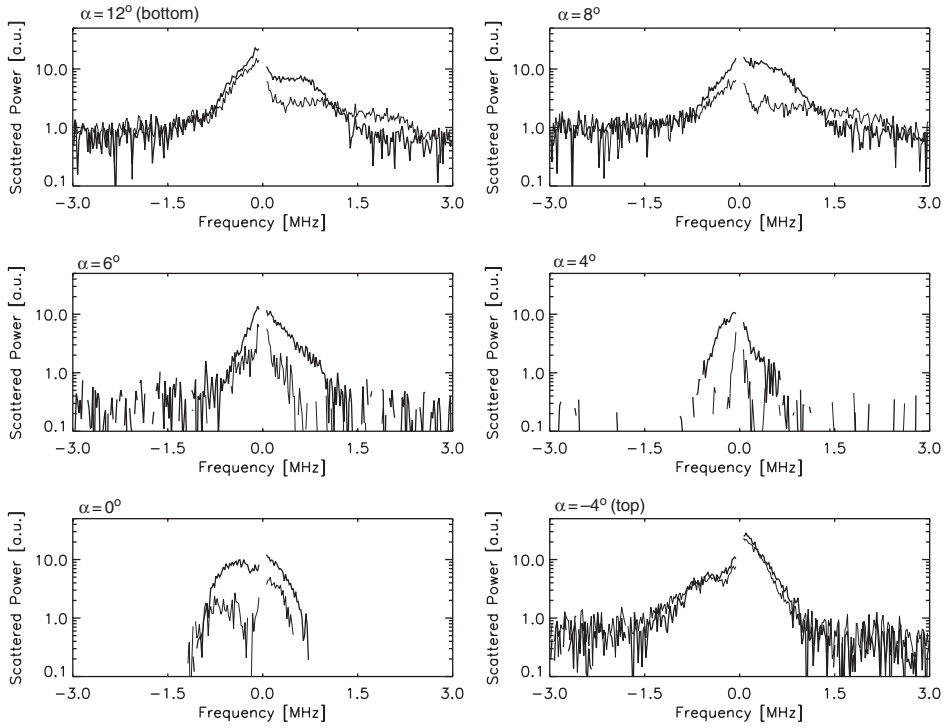 α = 12° (bottom)
Scattered Power [a.u.]
10.0
1.0
0.1
−3.0 −1.5 0.0 1.5 3.0
Frequency [MHz]
α = 8°
Scattered Power [a.u.]
10.0
1.0
0.1
−3.0 −1.5 0.0 1.5 3.0
Frequency [MHz]
α = 6°
Scattered Power [a.u.]
10.0
1.0
0.1
−3.0 −1.5 0.0 1.5 3.0
Frequency [MHz]
α = 4°
Scattered Power [a.u.]
10.0
1.0
0.1
−3.0 −1.5 0.0 1.5 3.0
Frequency [MHz]
α = 0°
Scattered Power [a.u.]
10.0
1.0
0.1
−3.0 −1.5 0.0 1.5 3.0
Frequency [MHz]
α = −4° (top)
Scattered Power [a.u.]
10.0
1.0
0.1
−3.0 −1.5 0.0 1.5 3.0
Frequency [MHz]